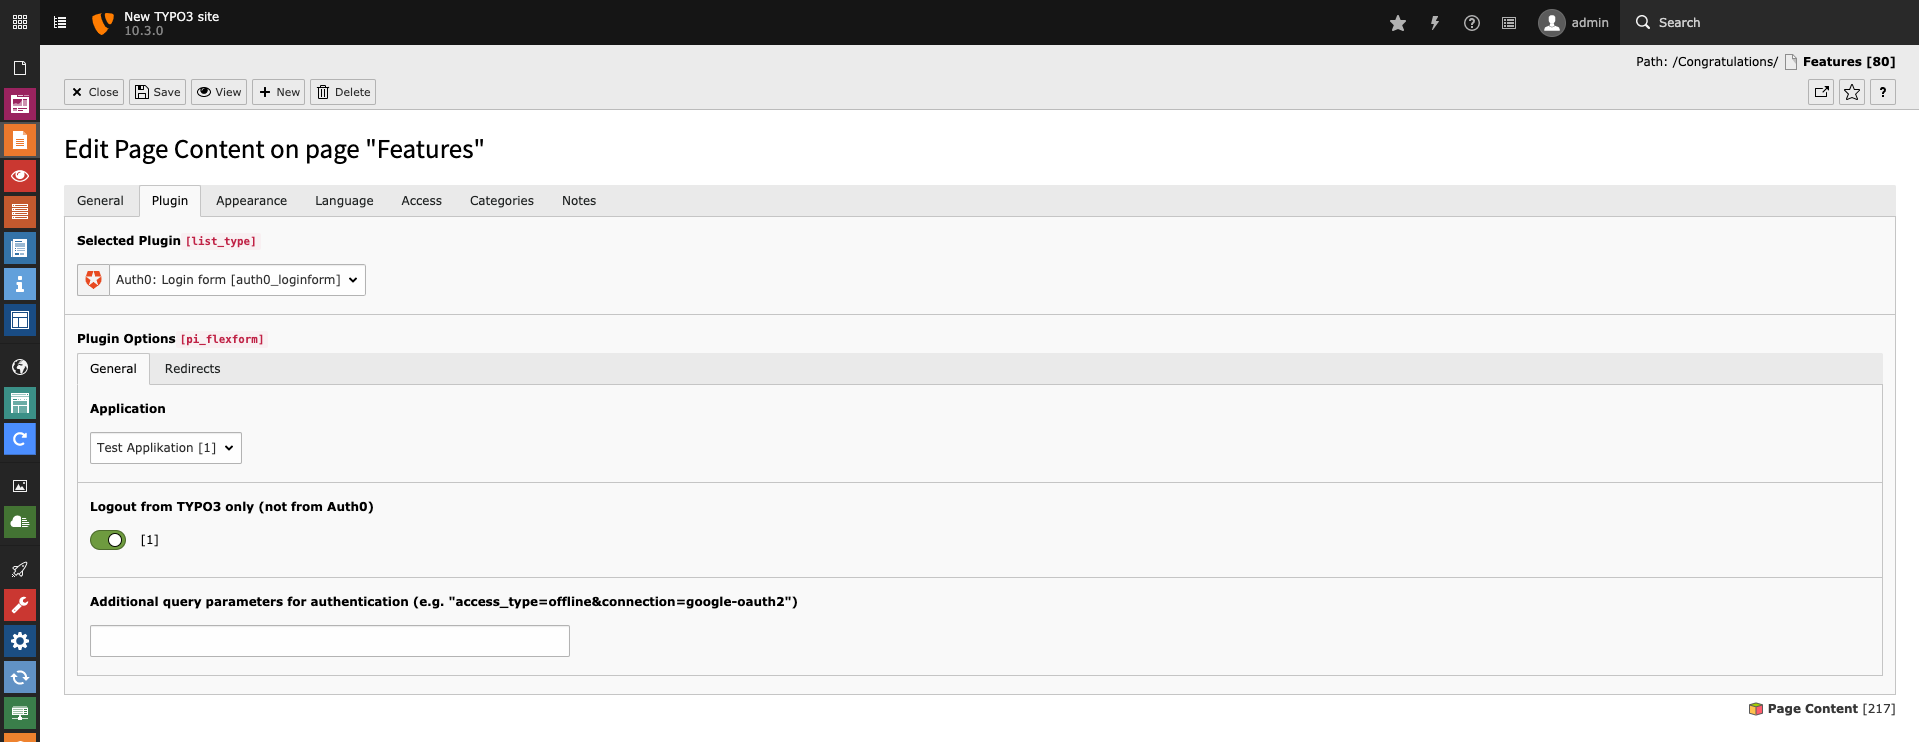 New TYPO3 site
10.3.0
admin
Search
Path: /Congratulations/ Features [80]
Close Save View New Delete
?
Edit Page Content on page "Features"
General Plugin Appearance Language Access Categories Notes
Selected Plugin [list_type]
Auth0: Login form [auth0_loginform]
Plugin Options [pi_flexform]
General Redirects
Application
Test Applikation [1]
Logout from TYPO3 only (not from Auth0)
[1]
Additional query parameters for authentication (e.g. "access_type=offline&connection=google-oauth2")
Page Content [217]